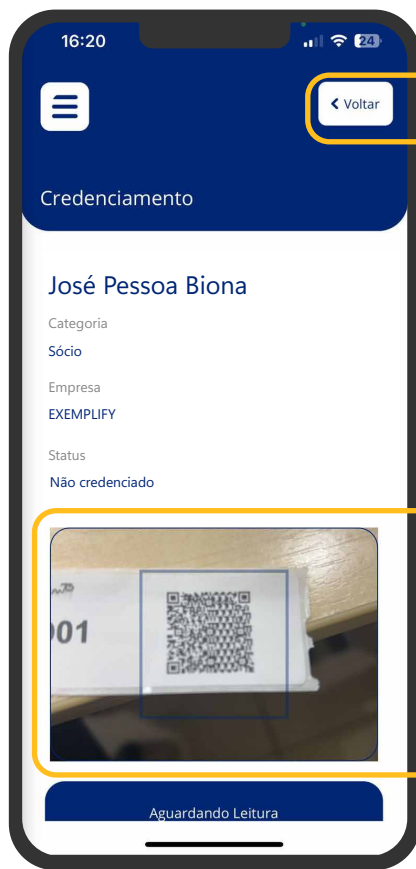 16:20
24
Voltar
Credenciamento
José Pessoa Biona
Categoria
Sócio
Empresa
EXEMPLIFY
Status
Não credenciado
001
Aguardando Leitura